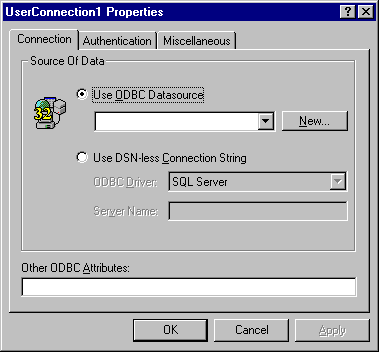 UserConnection1 Properties
Connection Authentication Miscellaneous
Source Of Data
32
Use ODBC Datasource
New...
Use DSN-less Connection String
ODBC Driver: SQL Server
Server Name:
Other ODBC Attributes:
OK Cancel Apply